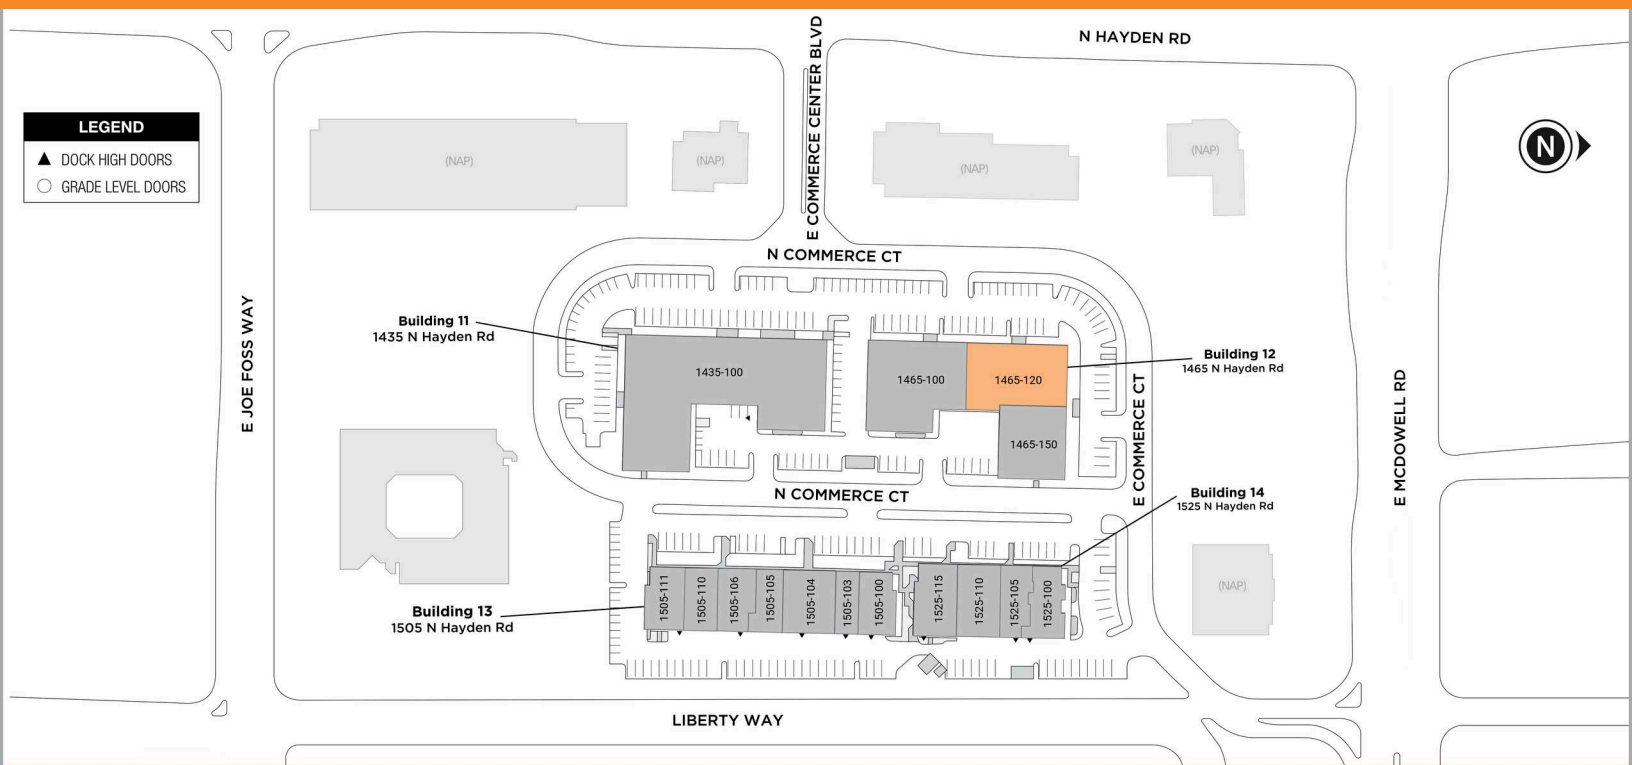 N HAYDEN RD
E COMMERCE CENTER BLVD
LEGEND
DOCK HIGH DOORS
GRADE LEVEL DOORS
(NAP)
(NAP)
(NAP)
(NAP)
N
N COMMERCE CT
E JOE FOSS WAY
Building 11
1435 N Hayden Rd
1435-100
1465-100
1465-120
1465-150
Building 12
1465 N Hayden Rd
E COMMERCE CT
E MCDOWELL RD
N COMMERCE CT
Building 14
1525 N Hayden Rd
Building 13
1505 N Hayden Rd
1505-111
1505-110
1505-106
1505-105
1505-104
1505-103
1505-100
1525-115
1525-110
1525-105
1525-100
(NAP)
LIBERTY WAY